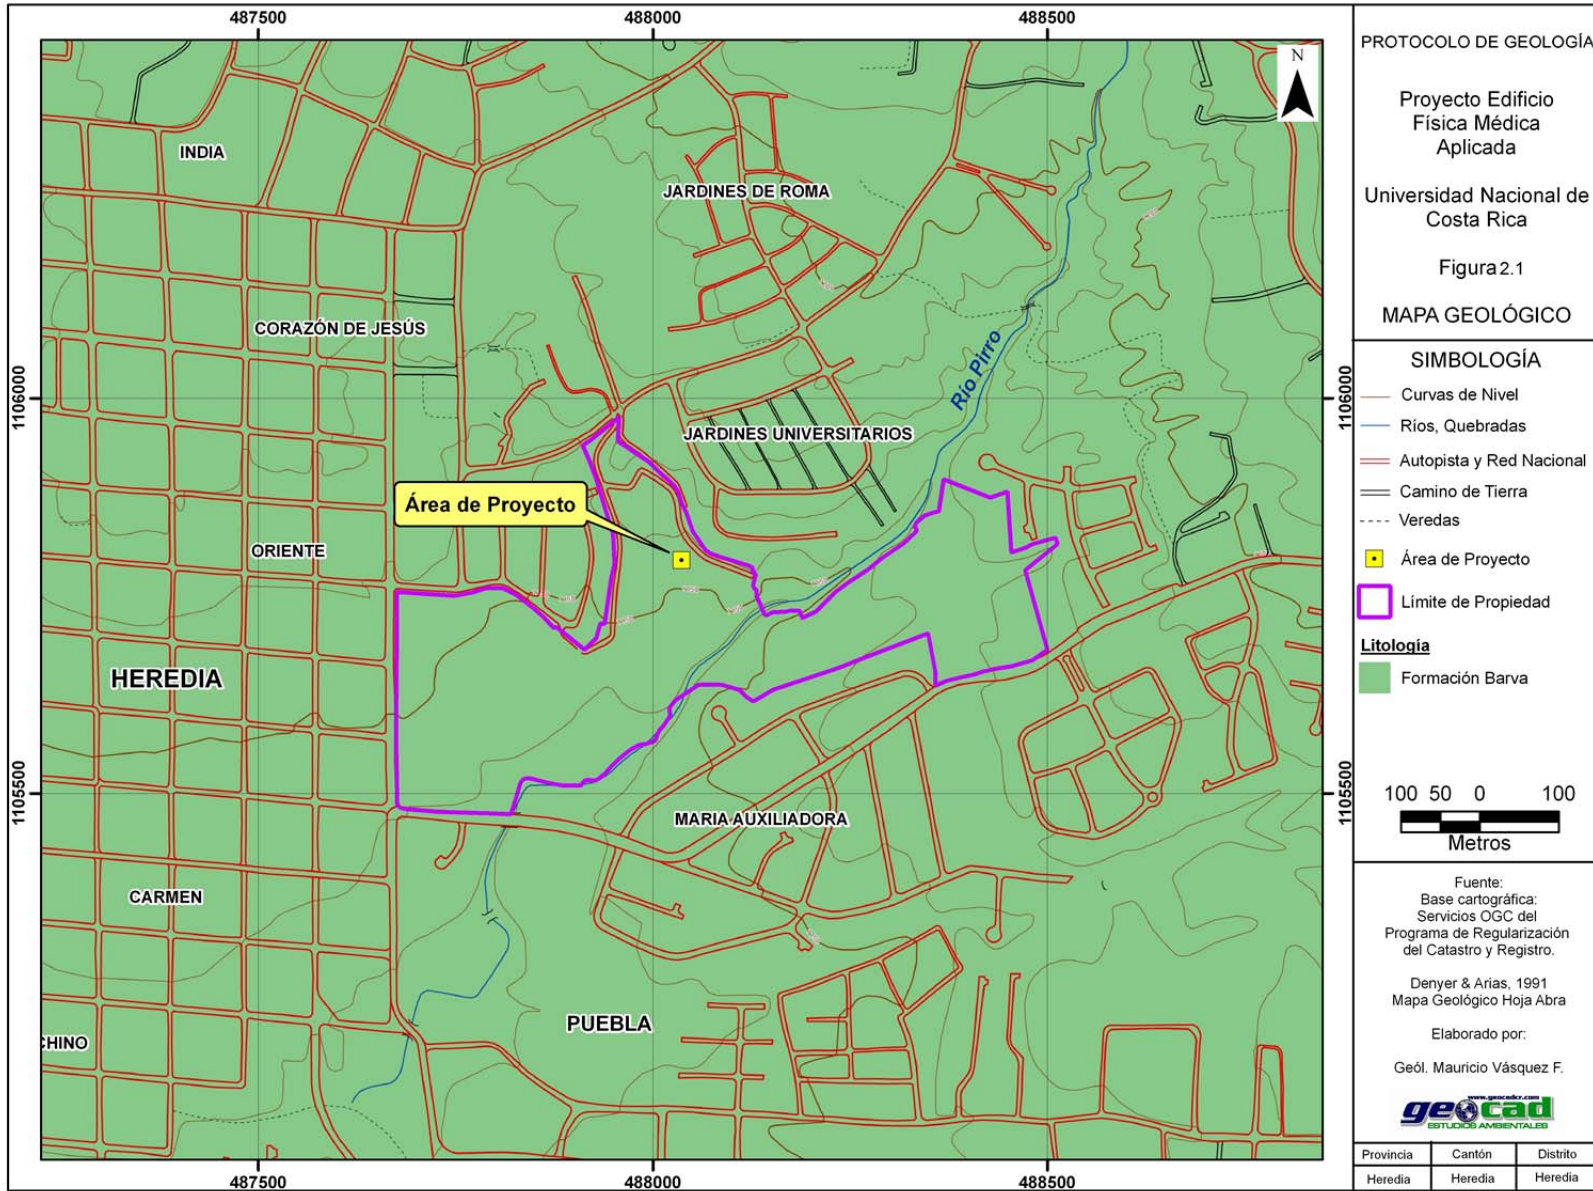 487500
488000
488500
1106000
1105500
1106000
1105500
487500
488000
488500
N
INDIA
JARDINES DE ROMA
CORAZÓN DE JESÚS
Río Pirro
JARDINES UNIVERSITARIOS
Área de Proyecto
ORIENTE
HEREDIA
MARIA AUXILIADORA
CARMEN
PUEBLA
CHINO
PROTOCOLO DE GEOLOGÍA
Proyecto Edificio
Física Médica
Aplicada
Universidad Nacional de
Costa Rica
Figura 2.1
MAPA GEOLÓGICO
SIMBOLOGÍA
Curvas de Nivel
Ríos, Quebradas
Autopista y Red Nacional
Camino de Tierra
Veredas
Área de Proyecto
Límite de Propiedad
Litología
Formación Barva
100 50 0 100
Metros
Fuente:
Base cartográfica:
Servicios OGC del
Programa de Regularización
del Catastro y Registro.
Denyer & Arias, 1991
Mapa Geológico Hoja Abra
Elaborado por:
Geól. Mauricio Vásquez F.
www.geocadcr.com
geocad
ESTUDIOS AMBIENTALES
Provincia Cantón Distrito
Heredia Heredia Heredia